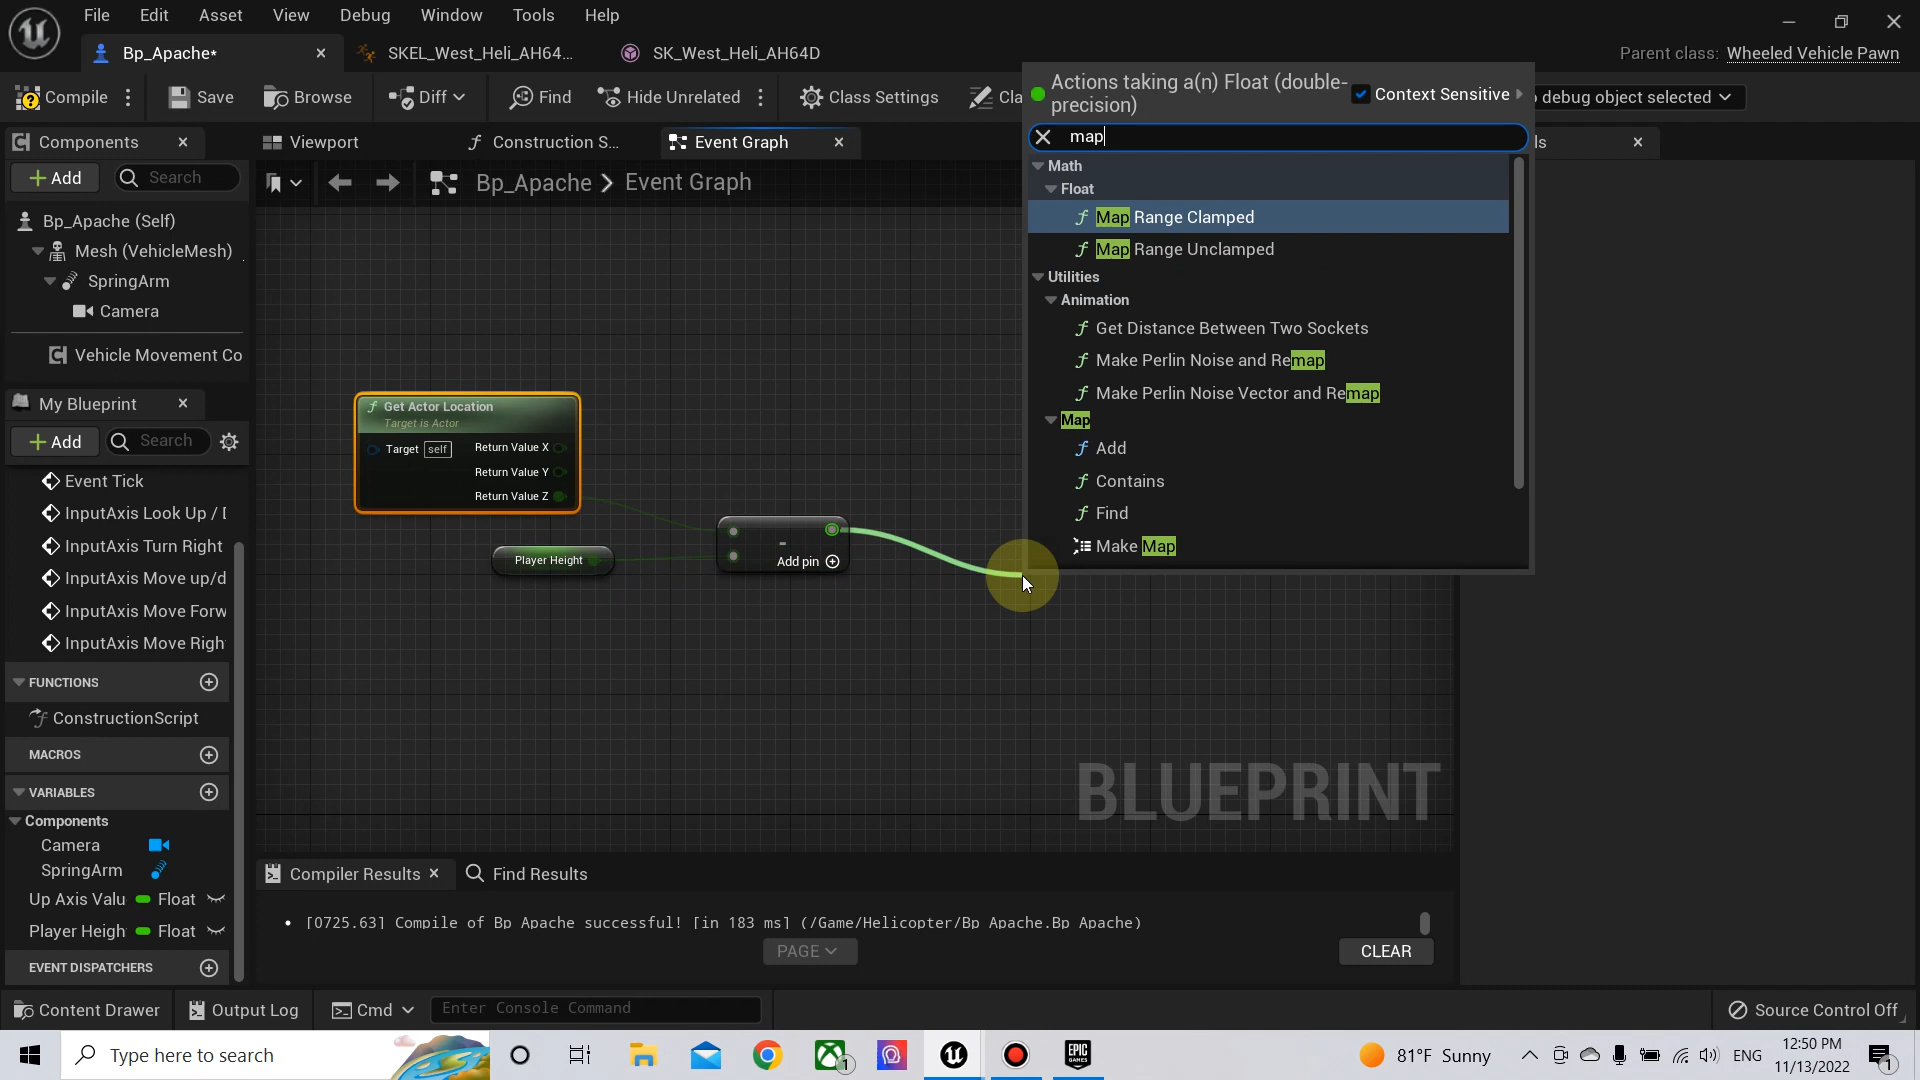 File Edit Asset View Debug Window Tools Help
Bp_Apache* SKEL_West_Heli_AH64... SK_West_Heli_AH64D
Parent class: Wheeled Vehicle Pawn
Compile Save Browse Diff Find Hide Unrelated Class Settings Cla debug object selected
Actions taking a(n) Float (double-precision) Context Sensitive
map
Math
Float
Map Range Clamped
Map Range Unclamped
Utilities
Animation
Get Distance Between Two Sockets
Make Perlin Noise and Remap
Make Perlin Noise Vector and Remap
Map
Add
Contains
Find
Make Map
Components
Add Search
Bp_Apache (Self)
Mesh (VehicleMesh)
SpringArm
Camera
Vehicle Movement Co
My Blueprint
Add Search
Event Tick
InputAxis Look Up / D
InputAxis Turn Right
InputAxis Move up/d
InputAxis Move Forw
InputAxis Move Righ
FUNCTIONS
ConstructionScript
MACROS
VARIABLES
Components
Camera
SpringArm
Up Axis Valu Float
Player Heigh Float
EVENT DISPATCHERS
Viewport Construction S... Event Graph
Bp_Apache > Event Graph
Get Actor Location
Target is Actor
Target self Return Value X
Return Value Y
Return Value Z
Player Height
-
Add pin
BLUEPRINT
ls
Compiler Results Find Results
[0725.63] Compile of Bp Apache successful! [in 183 ms] (/Game/Helicopter/Bp Apache.Bp Apache)
PAGE CLEAR
Content Drawer Output Log Cmd Enter Console Command Source Control Off
Type here to search
1
EPIC GAMES
81°F Sunny
ENG
12:50 PM
11/13/2022
1